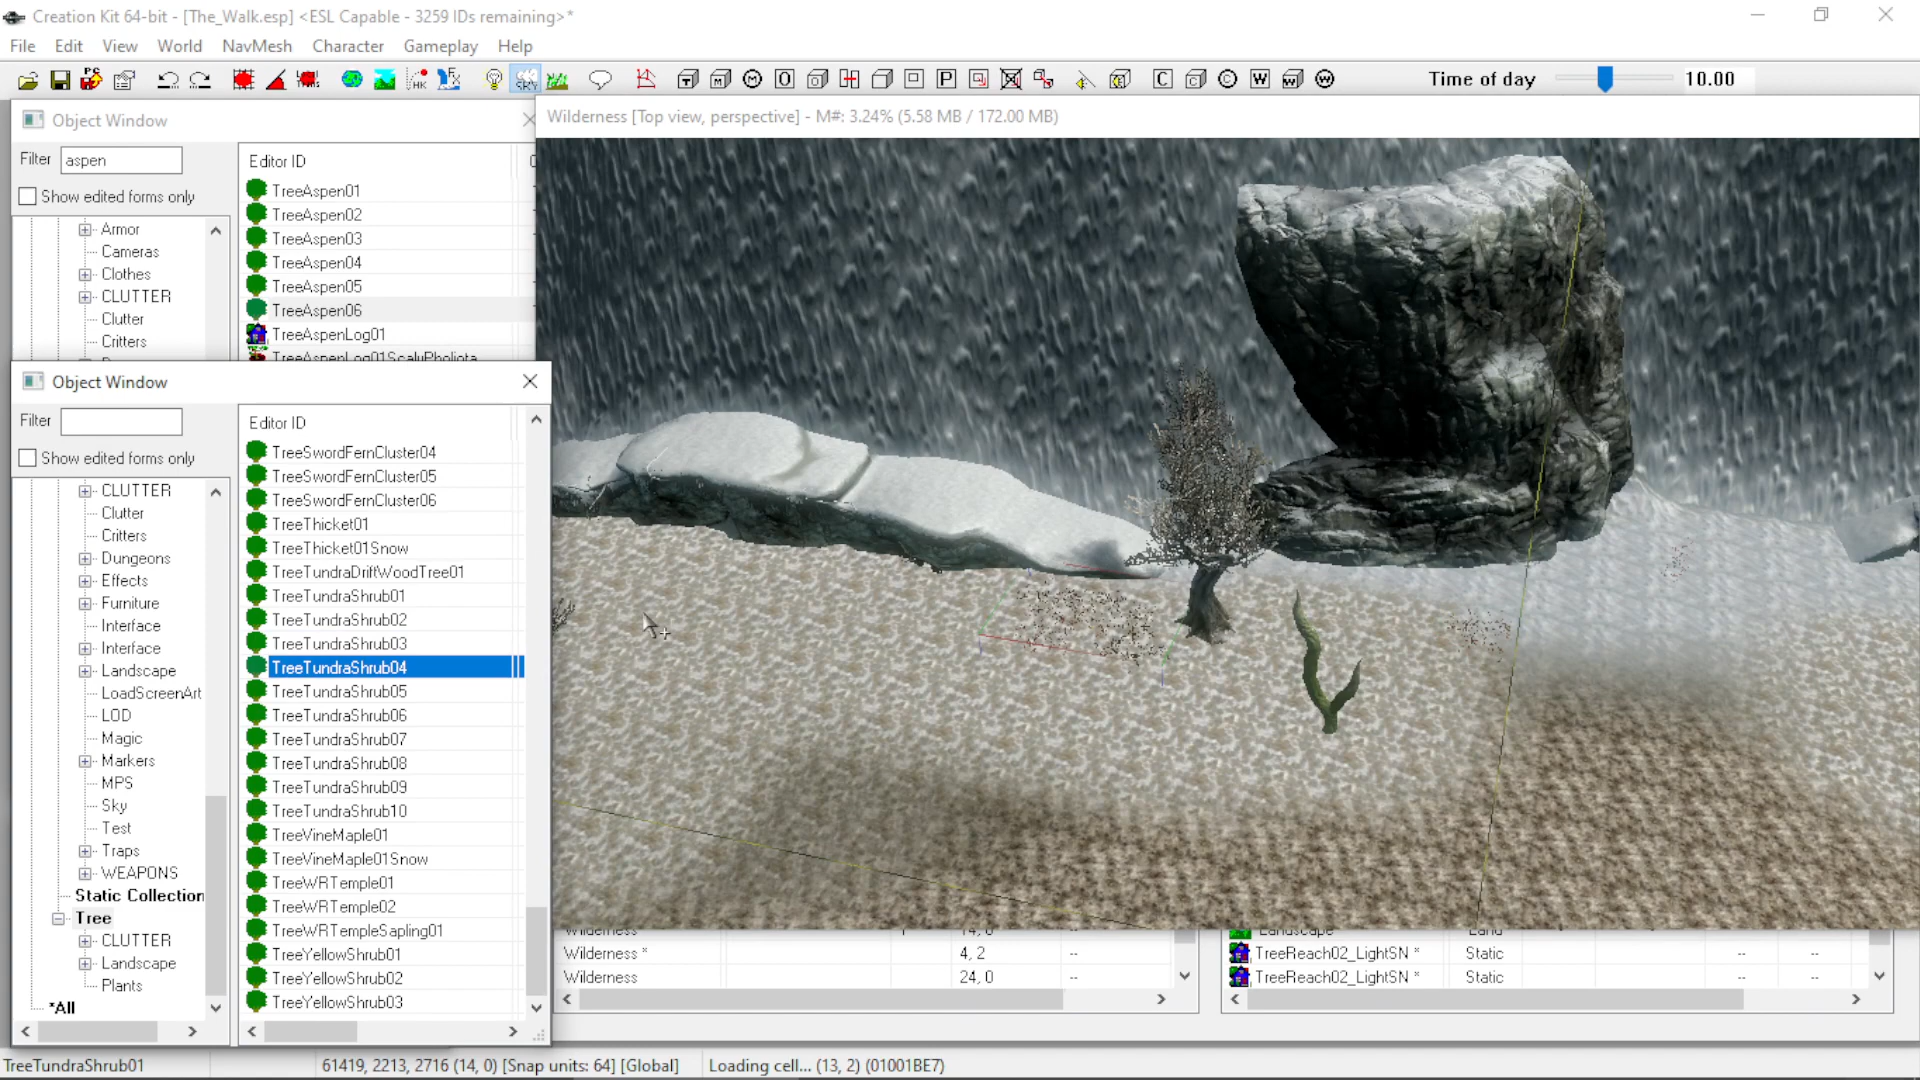 Creation Kit 64-bit - [The_Walk.esp] <ESL Capable - 3259 IDs remaining>*
File Edit View World NavMesh Character Gameplay Help
Time of day 10.00
Object Window
Filter aspen
Show edited forms only
Armor
Cameras
Clothes
CLUTTER
Clutter
Critters
Editor ID
TreeAspen01
TreeAspen02
TreeAspen03
TreeAspen04
TreeAspen05
TreeAspen06
TreeAspenLog01
TreeAspenLog01ScalyPholiota
Wilderness [Top view, perspective] - M#: 3.24% (5.58 MB / 172.00 MB)
Object Window
Filter
Show edited forms only
CLUTTER
Clutter
Critters
Dungeons
Effects
Furniture
Interface
Interface
Landscape
LoadScreenArt
LOD
Magic
Markers
MPS
Sky
Test
Traps
WEAPONS
Static Collection
Tree
CLUTTER
Landscape
Plants
*All
Editor ID
TreeSwordFernCluster04
TreeSwordFernCluster05
TreeSwordFernCluster06
TreeThicket01
TreeThicket01Snow
TreeTundraDriftWoodTree01
TreeTundraShrub01
TreeTundraShrub02
TreeTundraShrub03
TreeTundraShrub04
TreeTundraShrub05
TreeTundraShrub06
TreeTundraShrub07
TreeTundraShrub08
TreeTundraShrub09
TreeTundraShrub10
TreeVineMaple01
TreeVineMaple01Snow
TreeWRTemple01
TreeWRTemple02
TreeWRTempleSapling01
TreeYellowShrub01
TreeYellowShrub02
TreeYellowShrub03
Wilderness 14, 0
Wilderness * 4, 2 --
Wilderness 24, 0 --
Landscape Land
TreeReach02_LightSN * Static -- --
TreeReach02_LightSN * Static -- --
TreeTundraShrub01 61419, 2213, 2716 (14, 0) [Snap units: 64] [Global] Loading cell... (13, 2) (01001BE7)